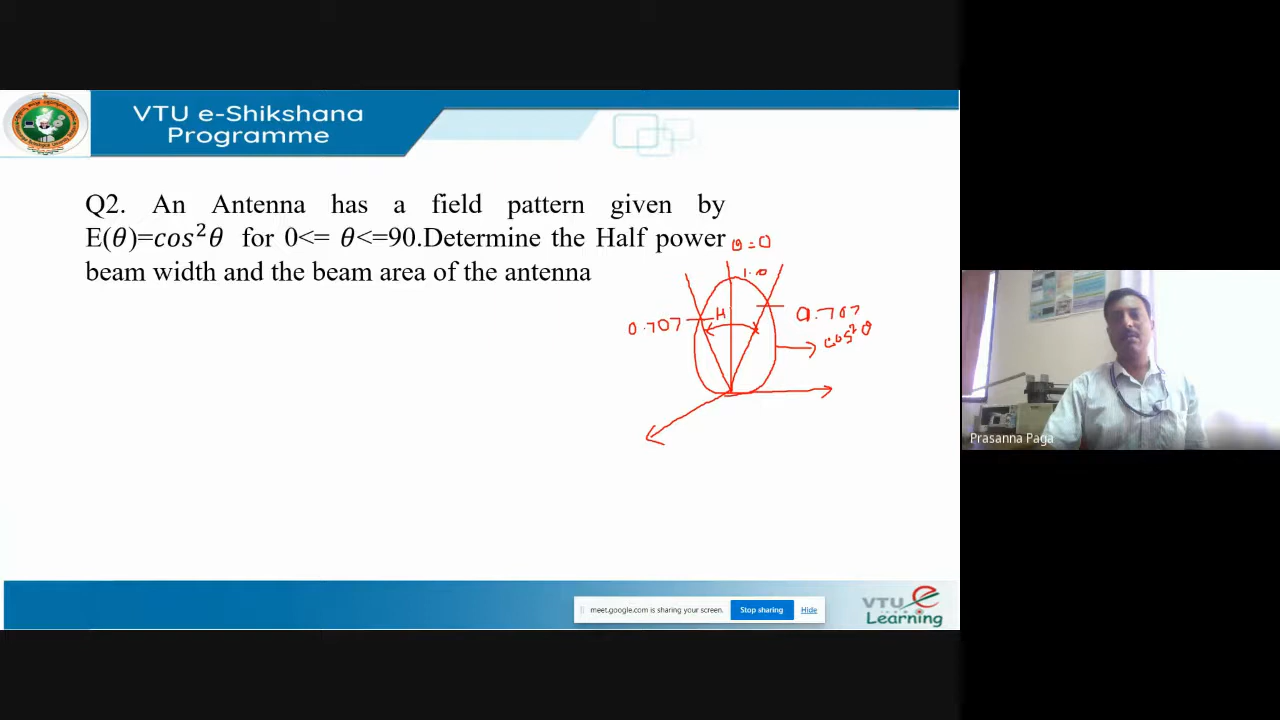 VTU e-Shikshana
Programme
Q2. An Antenna has a field pattern given by
E(𝜃)=𝑐𝑜𝑠²𝜃 for 0<= 𝜃<=90.Determine the Half power
beam width and the beam area of the antenna
θ = 0
1.0
0.707 H 0.707
cos²θ
Prasanna Paga
meet.google.com is sharing your screen. Stop sharing Hide
VTU e
Learning